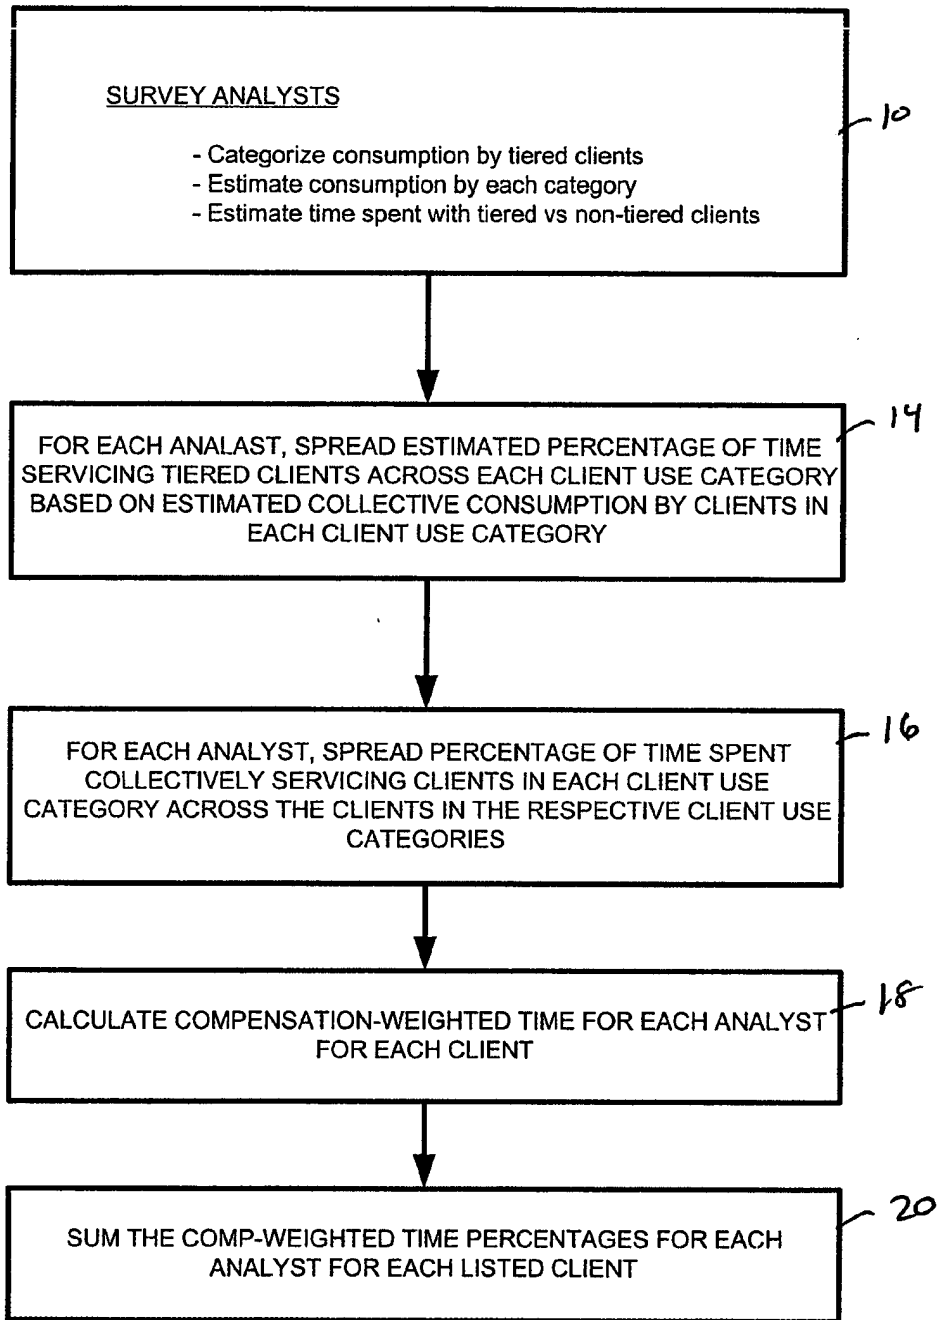 SURVEY ANALYSTS
10
- Categorize consumption by tiered clients
- Estimate consumption by each category
- Estimate time spent with tiered vs non-tiered clients
14
FOR EACH ANALAST, SPREAD ESTIMATED PERCENTAGE OF TIME
SERVICING TIERED CLIENTS ACROSS EACH CLIENT USE CATEGORY
BASED ON ESTIMATED COLLECTIVE CONSUMPTION BY CLIENTS IN
EACH CLIENT USE CATEGORY
16
FOR EACH ANALYST, SPREAD PERCENTAGE OF TIME SPENT
COLLECTIVELY SERVICING CLIENTS IN EACH CLIENT USE
CATEGORY ACROSS THE CLIENTS IN THE RESPECTIVE CLIENT USE
CATEGORIES
18
CALCULATE COMPENSATION-WEIGHTED TIME FOR EACH ANALYST
FOR EACH CLIENT
20
SUM THE COMP-WEIGHTED TIME PERCENTAGES FOR EACH
ANALYST FOR EACH LISTED CLIENT